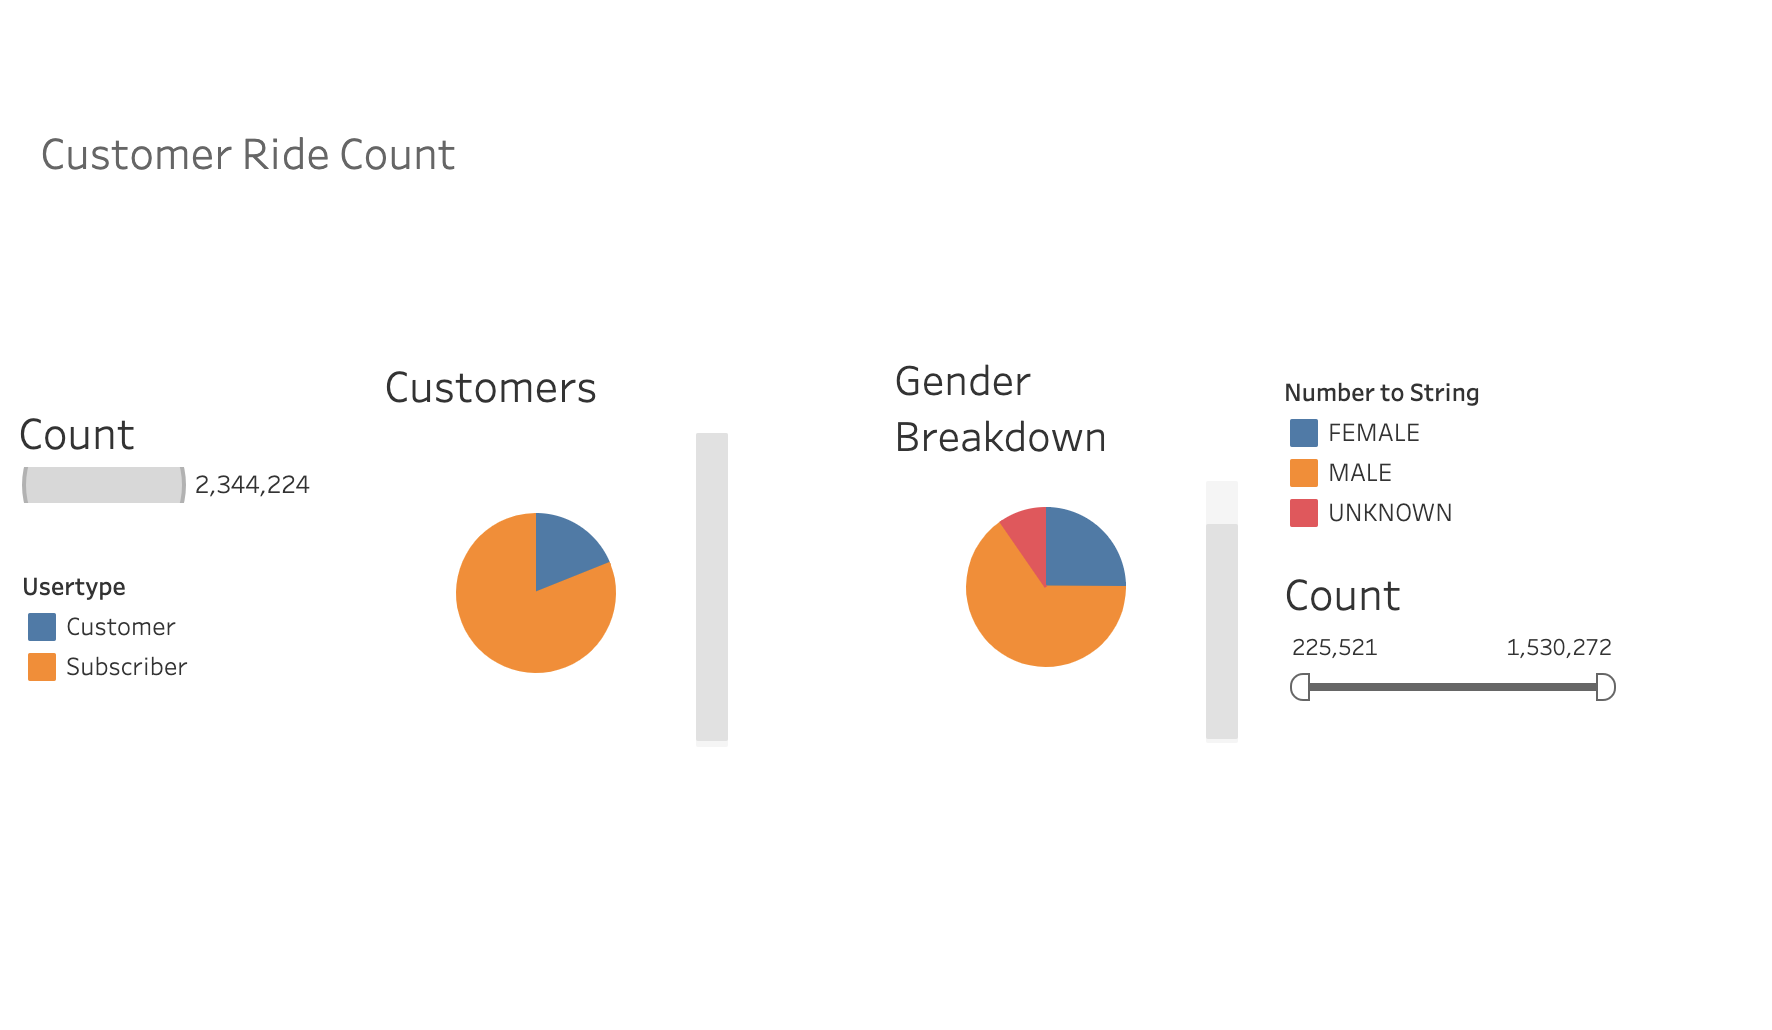 Customer Ride Count
Count
2,344,224
Usertype
Customer
Subscriber
Customers
Gender
Breakdown
Number to String
FEMALE
MALE
UNKNOWN
Count
225,521 1,530,272